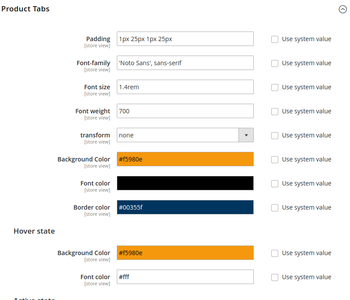 Product Tabs
Padding 1px 25px 1px 25px Use system value
[store view]
Font-family 'Noto Sans', sans-serif Use system value
[store view]
Font size 1.4rem Use system value
[store view]
Font weight 700 Use system value
[store view]
transform none Use system value
[store view]
Background Color #f5980e Use system value
[store view]
Font color Use system value
[store view]
Border color #00355f Use system value
[store view]
Hover state
Background Color #f5980e Use system value
[store view]
Font color #fff Use system value
[store view]